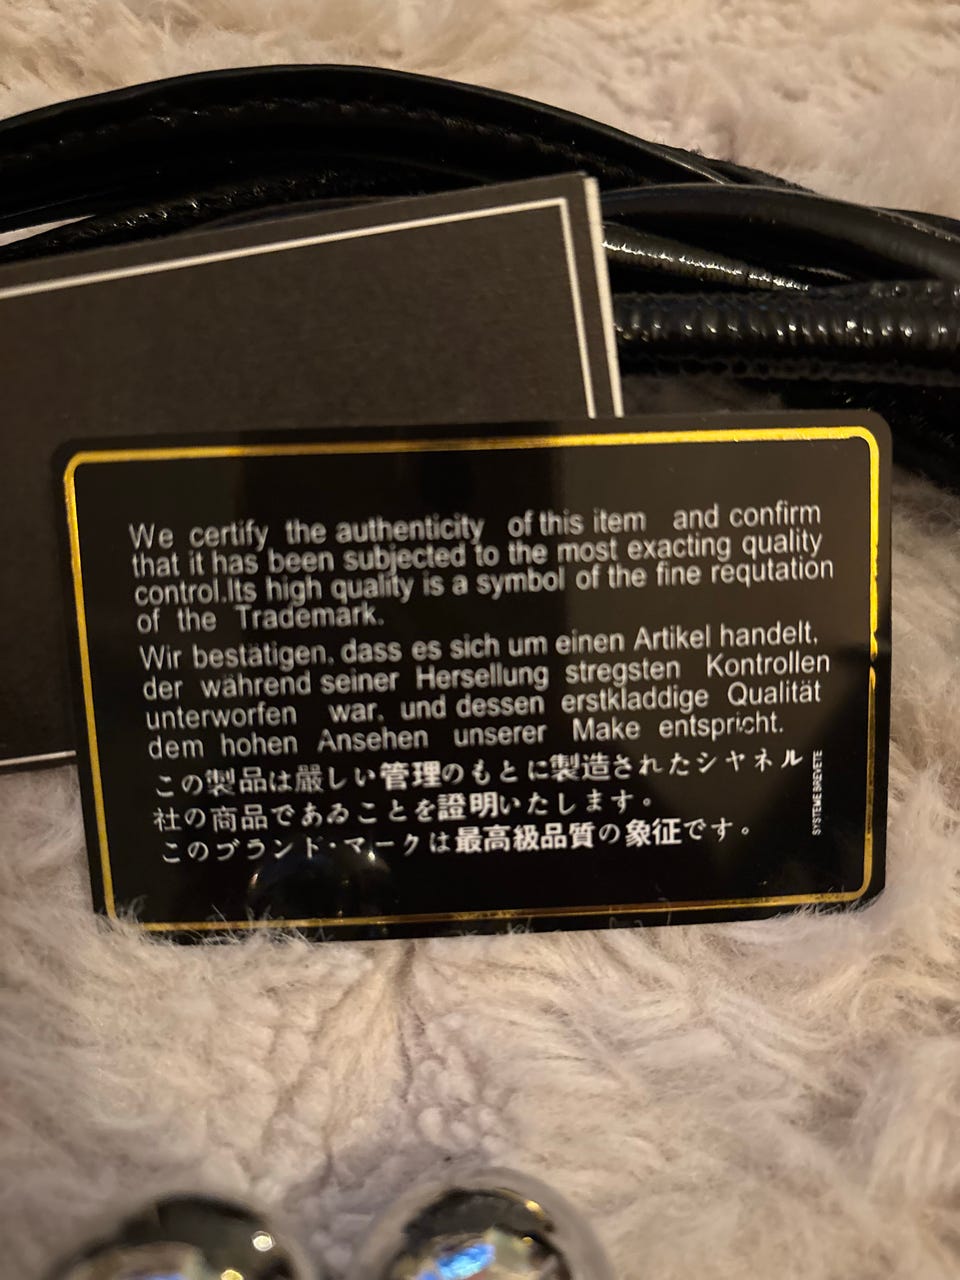 We certify the authenticity of this item and confirm
that it has been subjected to the most exacting quality
control.Its high quality is a symbol of the fine requtation
of the Trademark.
Wir bestätigen, dass es sich um einen Artikel handelt,
der während seiner Hersellung stregsten Kontrollen
unterworfen war, und dessen erstkladdige Qualität
dem hohen Ansehen unserer Make entspricht.
この製品は厳しい管理のもとに製造されたシヤネル
社の商品であゐことを證明いたします。
このブランド·マークは最高級品質の象征です。
SYSTEME BREVETE